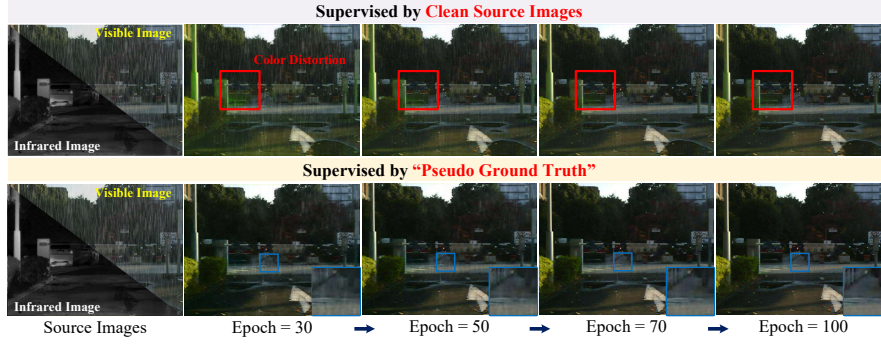 Supervised by Clean Source Images
Visible Image
Color Distortion
Infrared Image
Supervised by “Pseudo Ground Truth”
Visible Image
Infrared Image
Source Images
Epoch = 30
Epoch = 50
Epoch = 70
Epoch = 100